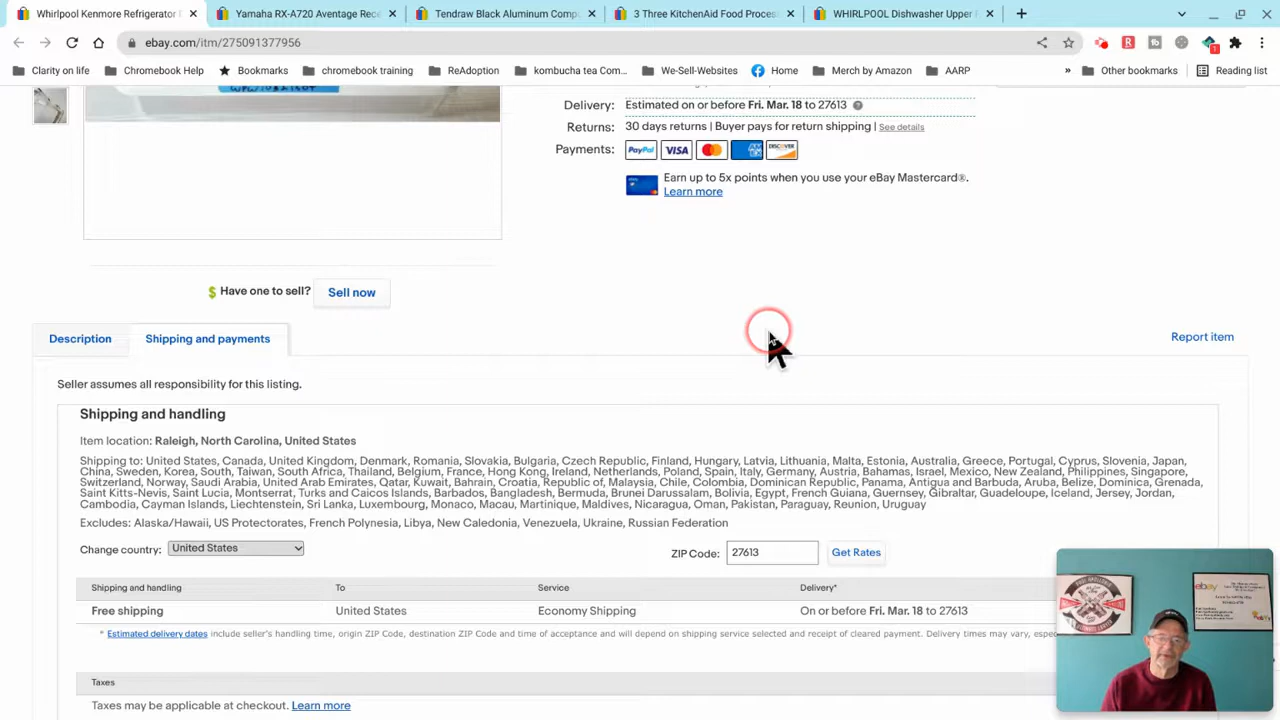 Whirlpool Kenmore Refrigerator
Yamaha RX-A720 Aventage Rece
Tendraw Black Aluminum Comp
3 Three KitchenAid Food Proces
WHIRLPOOL Dishwasher Upper
ebay.com/itm/275091377956
1
Clarity on life
Chromebook Help
Bookmarks
chromebook training
ReAdoption
kombucha tea Com...
We-Sell-Websites
Home
Merch by Amazon
AARP
»
Other bookmarks
Reading list
Delivery: Estimated on or before Fri. Mar. 18 to 27613
Returns: 30 days returns | Buyer pays for return shipping | See details
Payments: PayPal VISA DISCOVER
Earn up to 5x points when you use your eBay Mastercard®.
Learn more
Have one to sell? Sell now
Description
Shipping and payments
Report item
Seller assumes all responsibility for this listing.
Shipping and handling
Item location: Raleigh, North Carolina, United States
Shipping to: United States, Canada, United Kingdom, Denmark, Romania, Slovakia, Bulgaria, Czech Republic, Finland, Hungary, Latvia, Lithuania, Malta, Estonia, Australia, Greece, Portugal, Cyprus, Slovenia, Japan,
China, Sweden, Korea, South, Taiwan, South Africa, Thailand, Belgium, France, Hong Kong, Ireland, Netherlands, Poland, Spain, Italy, Germany, Austria, Bahamas, Israel, Mexico, New Zealand, Philippines, Singapore,
Switzerland, Norway, Saudi Arabia, United Arab Emirates, Qatar, Kuwait, Bahrain, Croatia, Republic of, Malaysia, Chile, Colombia, Dominican Republic, Panama, Antigua and Barbuda, Aruba, Belize, Dominica, Grenada,
Saint Kitts-Nevis, Saint Lucia, Montserrat, Turks and Caicos Islands, Barbados, Bangladesh, Bermuda, Brunei Darussalam, Bolivia, Egypt, French Guiana, Guernsey, Gibraltar, Guadeloupe, Iceland, Jersey, Jordan,
Cambodia, Cayman Islands, Liechtenstein, Sri Lanka, Luxembourg, Monaco, Macau, Martinique, Maldives, Nicaragua, Oman, Pakistan, Paraguay, Reunion, Uruguay
Excludes: Alaska/Hawaii, US Protectorates, French Polynesia, Libya, New Caledonia, Venezuela, Ukraine, Russian Federation
Change country: United States
ZIP Code: 27613 Get Rates
Shipping and handling To Service Delivery*
Free shipping United States Economy Shipping On or before Fri. Mar. 18 to 27613
* Estimated delivery dates include seller's handling time, origin ZIP Code, destination ZIP Code and time of acceptance and will depend on shipping service selected and receipt of cleared payment. Delivery times may vary,
Taxes
Taxes may be applicable at checkout. Learn more
ebay